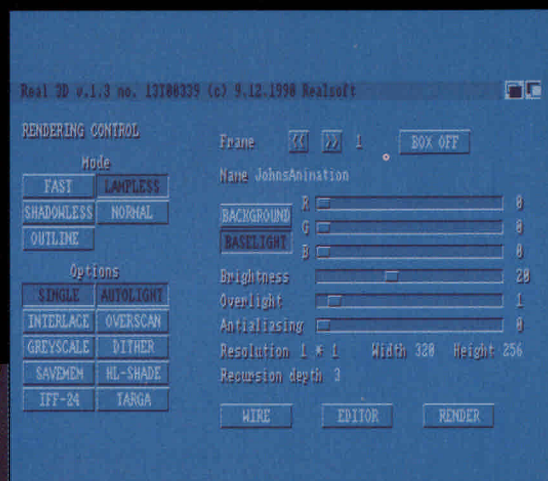 Real 3D v.1.3 no. 13I00339 (c) 9.12.1990 Realsoft
RENDERING CONTROL
Mode
FAST LAMPLESS
SHADOWLESS NORMAL
OUTLINE
Options
SINGLE AUTOLIGHT
INTERLACE OVERSCAN
GREYSCALE DITHER
SAVEMEM HL-SHADE
IFF-24 TARGA
Frame << >> 1 BOX OFF
Name JohnsAnimation
BACKGROUND
BASELIGHT
R 0
G 0
B 0
Brightness 20
Overlight 1
Antialiasing 0
Resolution 1 * 1 Width 320 Height 256
Recursion depth 3
WIRE EDITOR RENDER